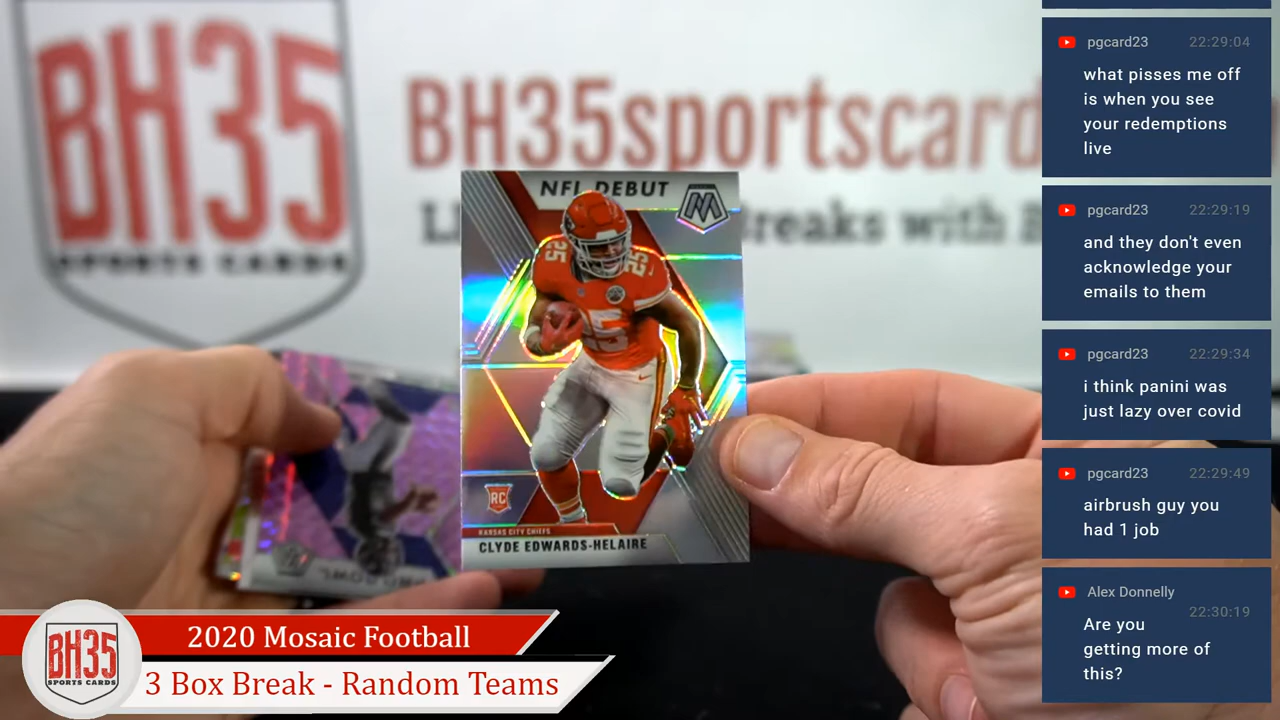 BH35
SPORTS CARDS
BH35sportscard
Breaks with
NFL DEBUT
25
25
25
RC
KANSAS CITY CHIEFS
CLYDE EDWARDS-HELAIRE
BH35
SPORTS CARDS
2020 Mosaic Football
3 Box Break - Random Teams
pgcard23 22:29:04
what pisses me off
is when you see
your redemptions
live
pgcard23 22:29:19
and they don't even
acknowledge your
emails to them
pgcard23 22:29:34
i think panini was
just lazy over covid
pgcard23 22:29:49
airbrush guy you
had 1 job
Alex Donnelly
22:30:19
Are you
getting more of
this?